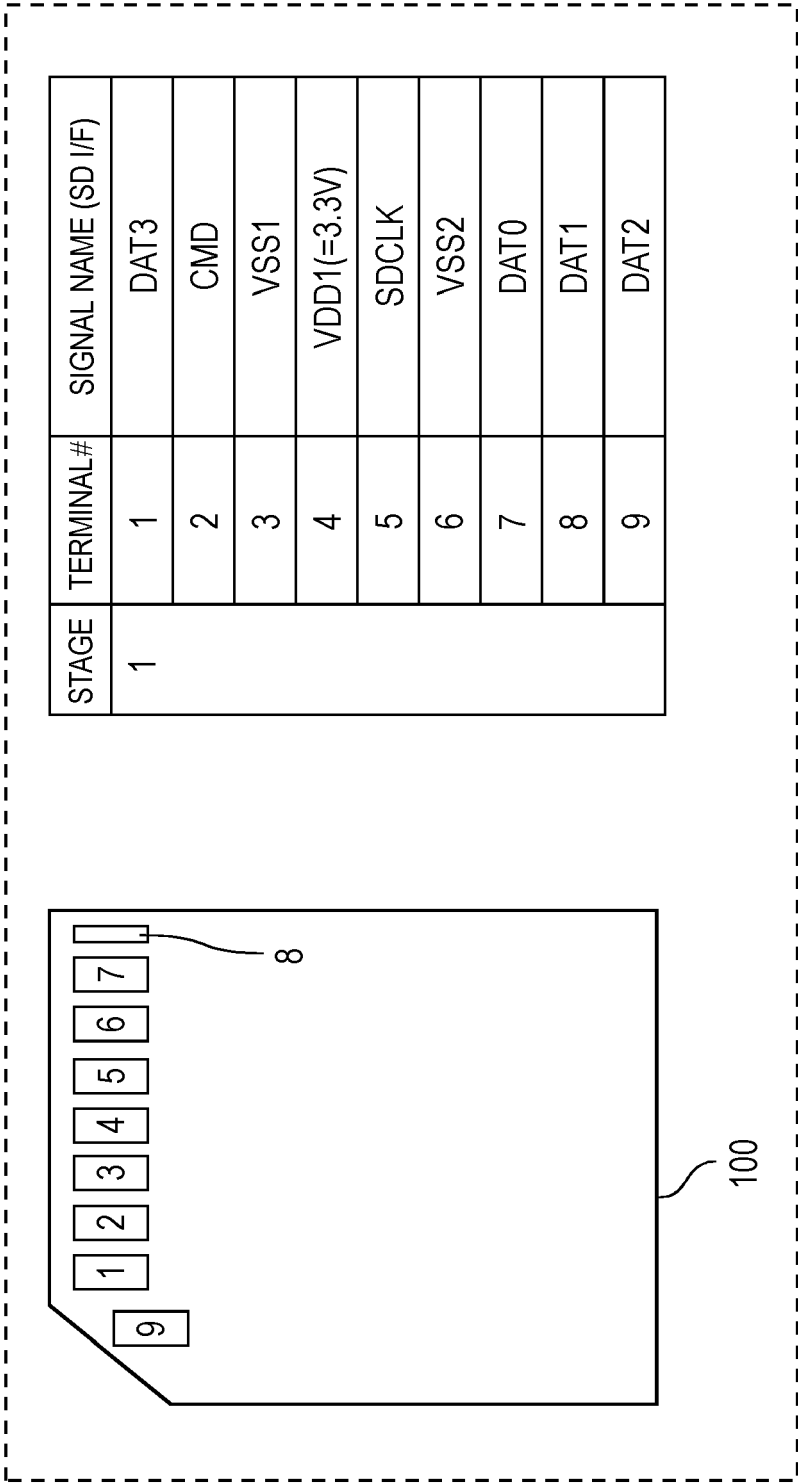 9 1 2 3 4 5 6 7
8
100
STAGE TERMINAL# SIGNAL NAME (SD I/F)
1 1 DAT3
2 CMD
3 VSS1
4 VDD1(=3.3V)
5 SDCLK
6 VSS2
7 DAT0
8 DAT1
9 DAT2